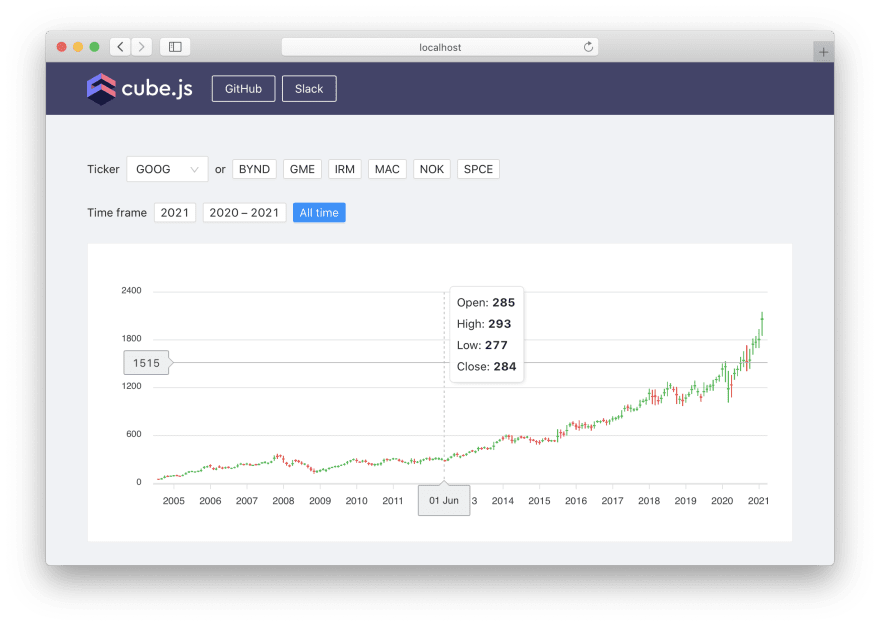 localhost
cube.js GitHub Slack
Ticker GOOG or BYND GME IRM MAC NOK SPCE
Time frame 2021 2020 – 2021 All time
2400
1800
1515
1200
600
0
Open: 285
High: 293
Low: 277
Close: 284
2005 2006 2007 2008 2009 2010 2011 01 Jun 3 2014 2015 2016 2017 2018 2019 2020 2021